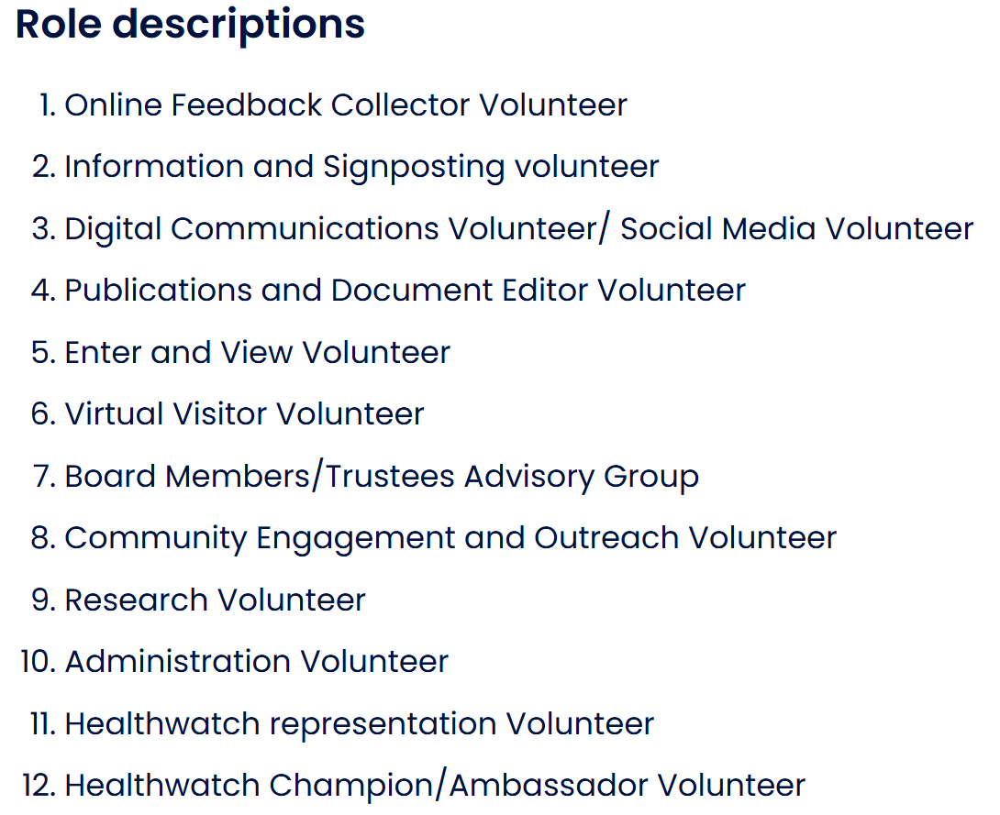 Role descriptions
1. Online Feedback Collector Volunteer
2. Information and Signposting volunteer
3. Digital Communications Volunteer/ Social Media Volunteer
4. Publications and Document Editor Volunteer
5. Enter and View Volunteer
6. Virtual Visitor Volunteer
7. Board Members/Trustees Advisory Group
8. Community Engagement and Outreach Volunteer
9. Research Volunteer
10. Administration Volunteer
11. Healthwatch representation Volunteer
12. Healthwatch Champion/Ambassador Volunteer